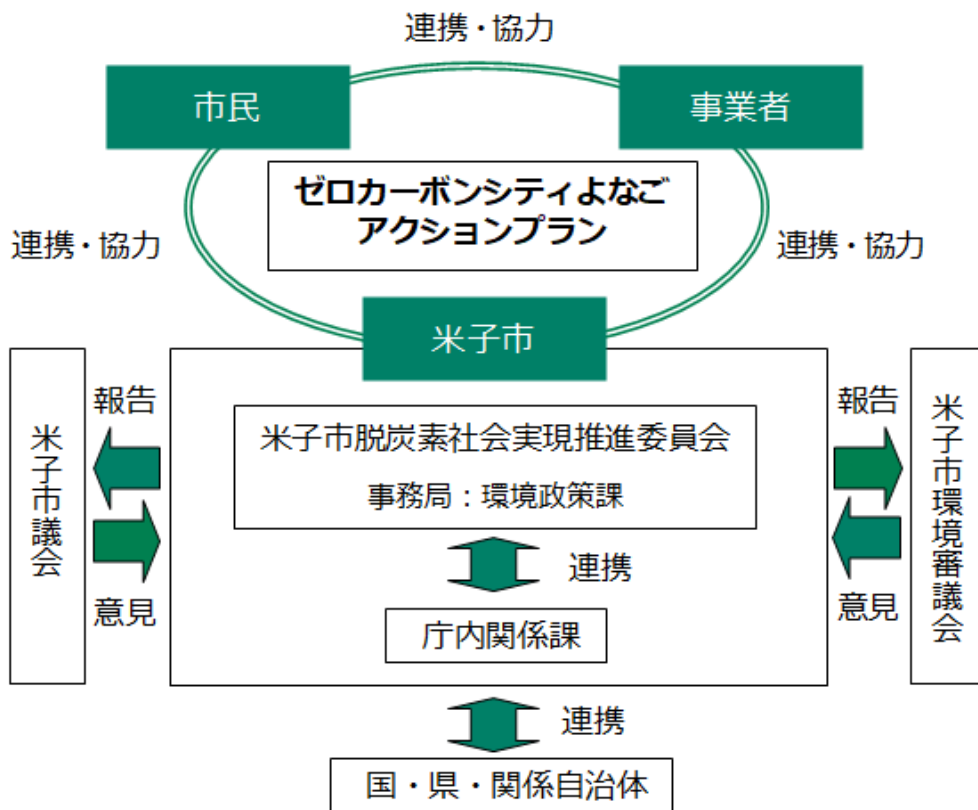 連携・協力
市民
事業者
ゼロカーボンシティよなご
アクションプラン
連携・協力
連携・協力
米子市
米子市議会
報告
意見
米子市脱炭素社会実現推進委員会
事務局：環境政策課
連携
庁内関係課
報告
意見
米子市環境審議会
連携
国・県・関係自治体